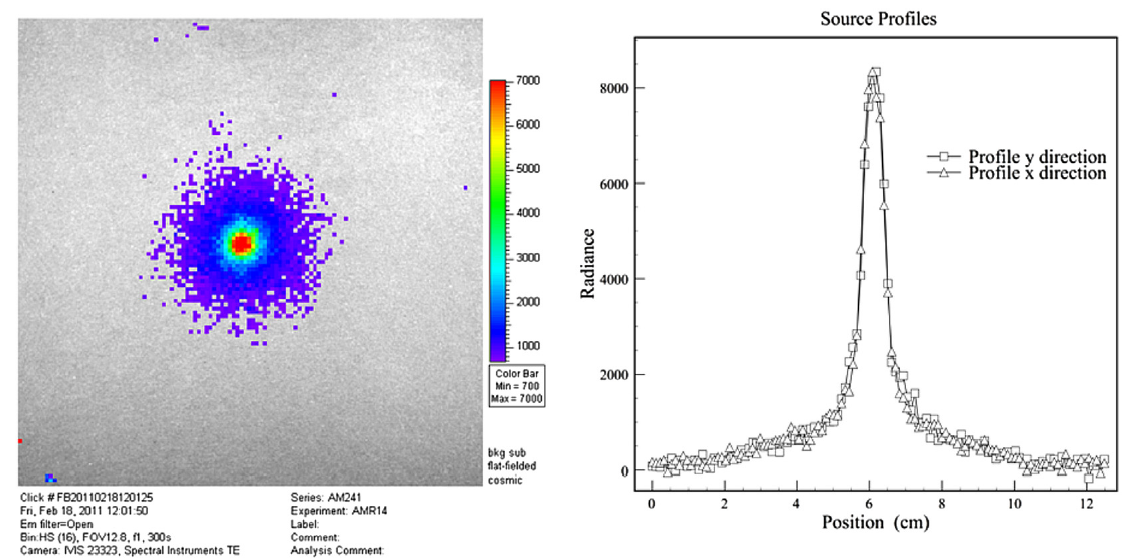 7000
6000
5000
4000
3000
2000
1000
Color Bar
Min = 700
Max = 7000
bkg sub
flat-fielded
cosmic
Click # FB20110218120125
Fri, Feb 18, 2011 12:01:50
Em filter=Open
Bin:HS (16), FOV12.8, f1, 300s
Camera: IVIS 23323, Spectral Instruments TE
Series: AM241
Experiment: AMR14
Label:
Comment:
Analysis Comment:
Source Profiles
Radiance
8000
6000
4000
2000
0
Profile y direction
Profile x direction
0 2 4 6 8 10 12
Position (cm)